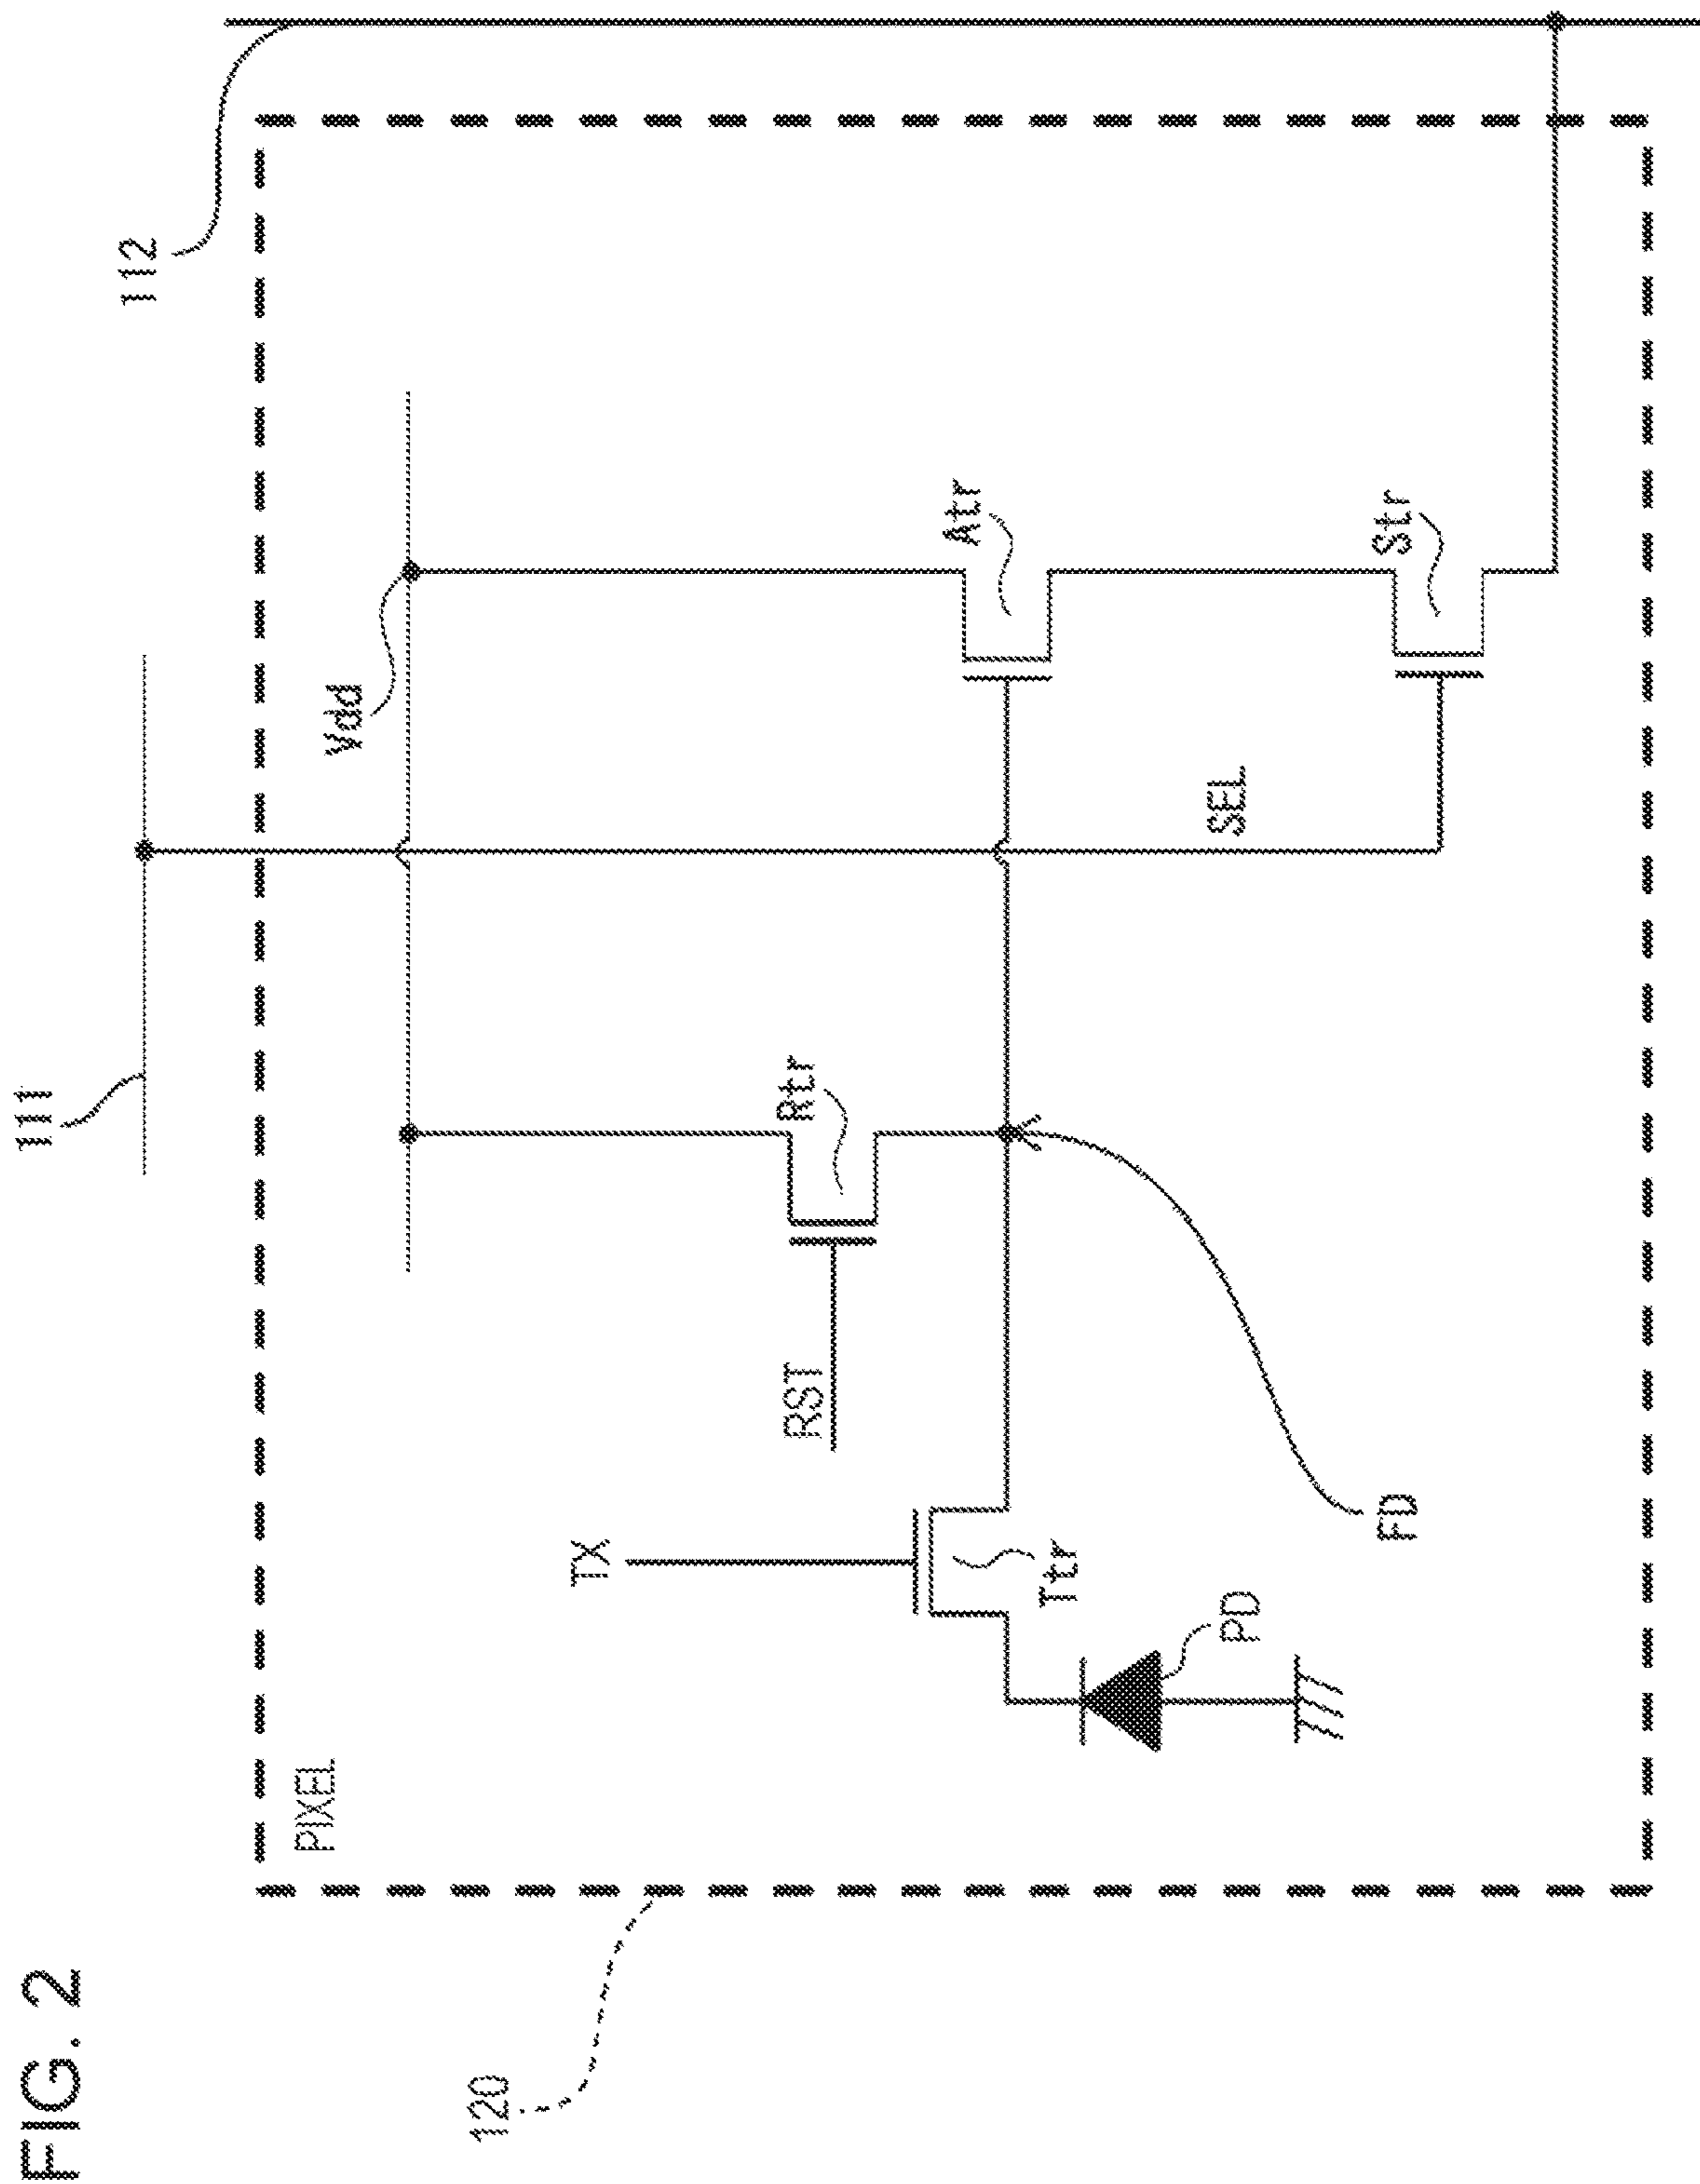 FIG. 2
111
112
120
PIXEL
Vdd
TX
RST
Rtr
Atr
Ttr
SEL
Str
PD
FD